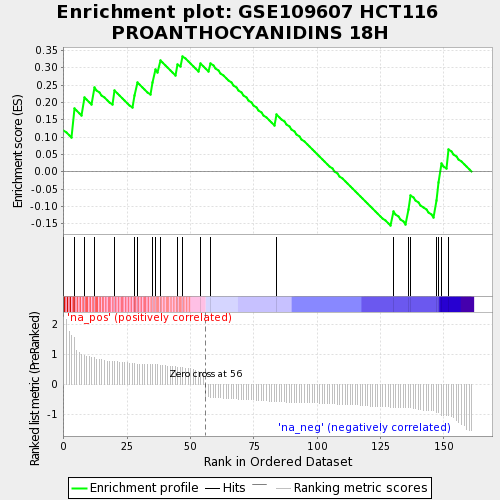 Enrichment plot: GSE109607 HCT116
PROANTHOCYANIDINS 18H
Enrichment score (ES)
0.35
0.30
0.25
0.20
0.15
0.10
0.05
0.00
-0.05
-0.10
-0.15
Ranked list metric (PreRanked)
2
1
0
-1
'na_pos' (positively correlated)
Zero cross at 56
'na_neg' (negatively correlated)
0 25 50 75 100 125 150
Rank in Ordered Dataset
Enrichment profile Hits Ranking metric scores